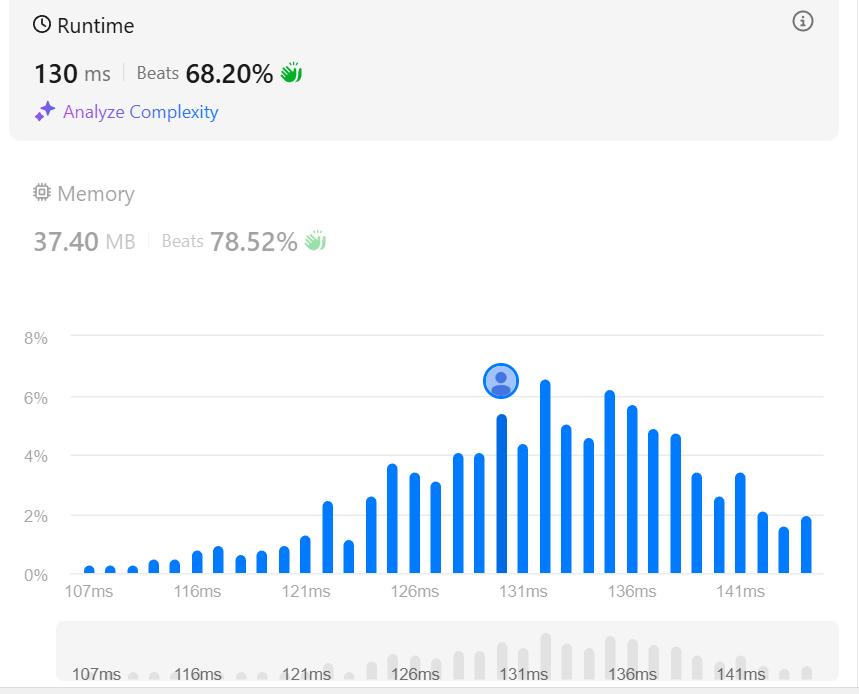 Runtime
130 ms Beats 68.20%
Analyze Complexity
Memory
37.40 MB Beats 78.52%
8%
6%
4%
2%
0%
107ms 116ms 121ms 126ms 131ms 136ms 141ms
107ms 116ms 121ms 126ms 131ms 136ms 141ms